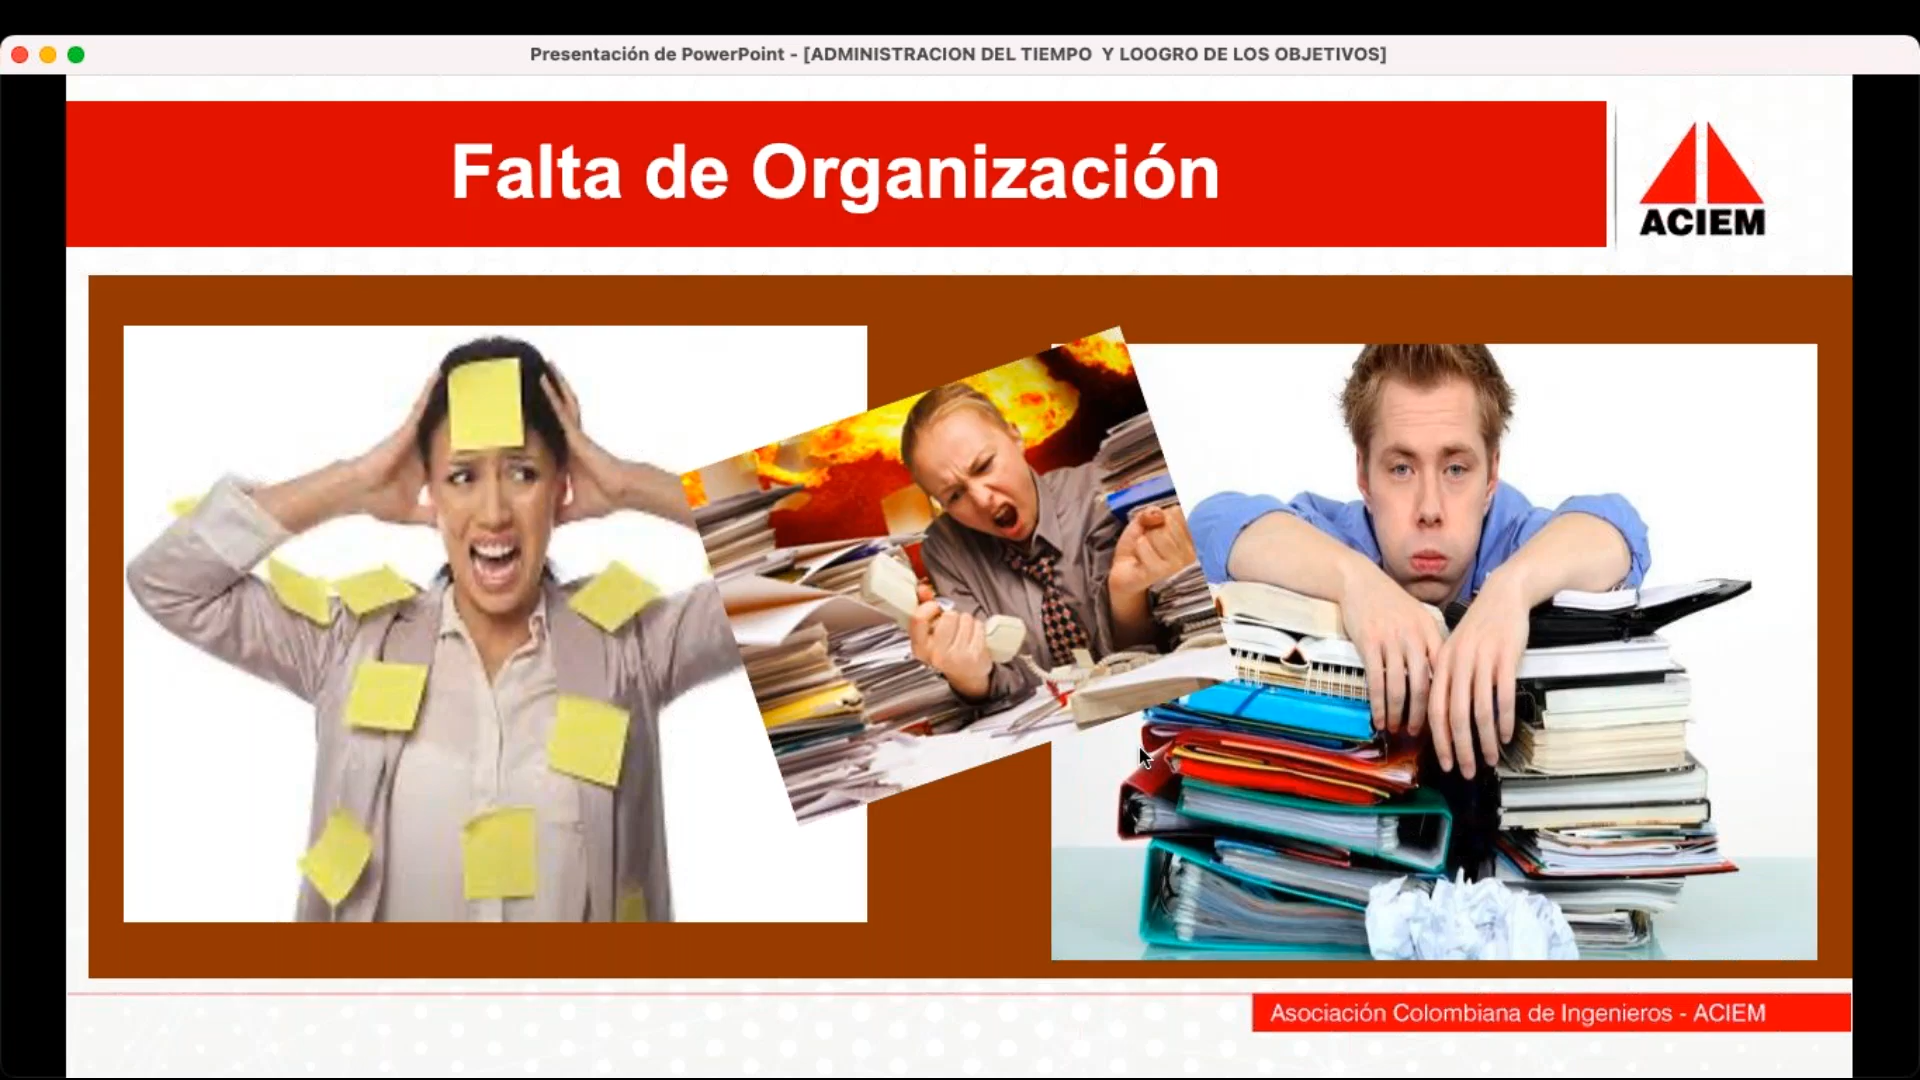 Presentación de PowerPoint - [ADMINISTRACION DEL TIEMPO  Y LOOGRO DE LOS OBJETIVOS]
Falta de Organización
ACIEM
Asociación Colombiana de Ingenieros - ACIEM